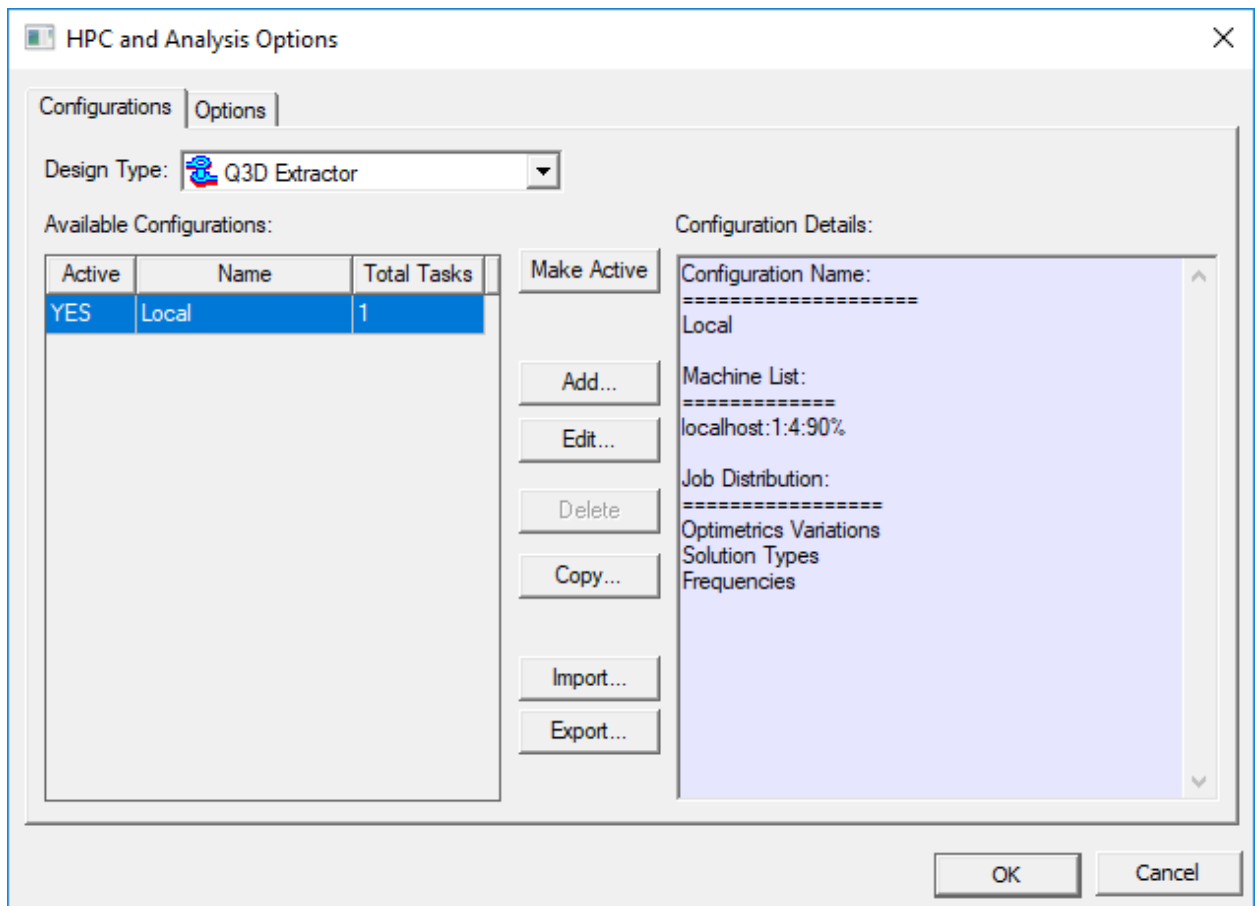 HPC and Analysis Options
Configurations
Options
Design Type:
Q3D Extractor
Available Configurations:
Active Name Total Tasks
YES Local 1
Make Active
Add...
Edit...
Delete
Copy...
Import...
Export...
Configuration Details:
Configuration Name:
====================
Local
Machine List:
=============
localhost:1:4:90%
Job Distribution:
=================
Optimetrics Variations
Solution Types
Frequencies
OK
Cancel